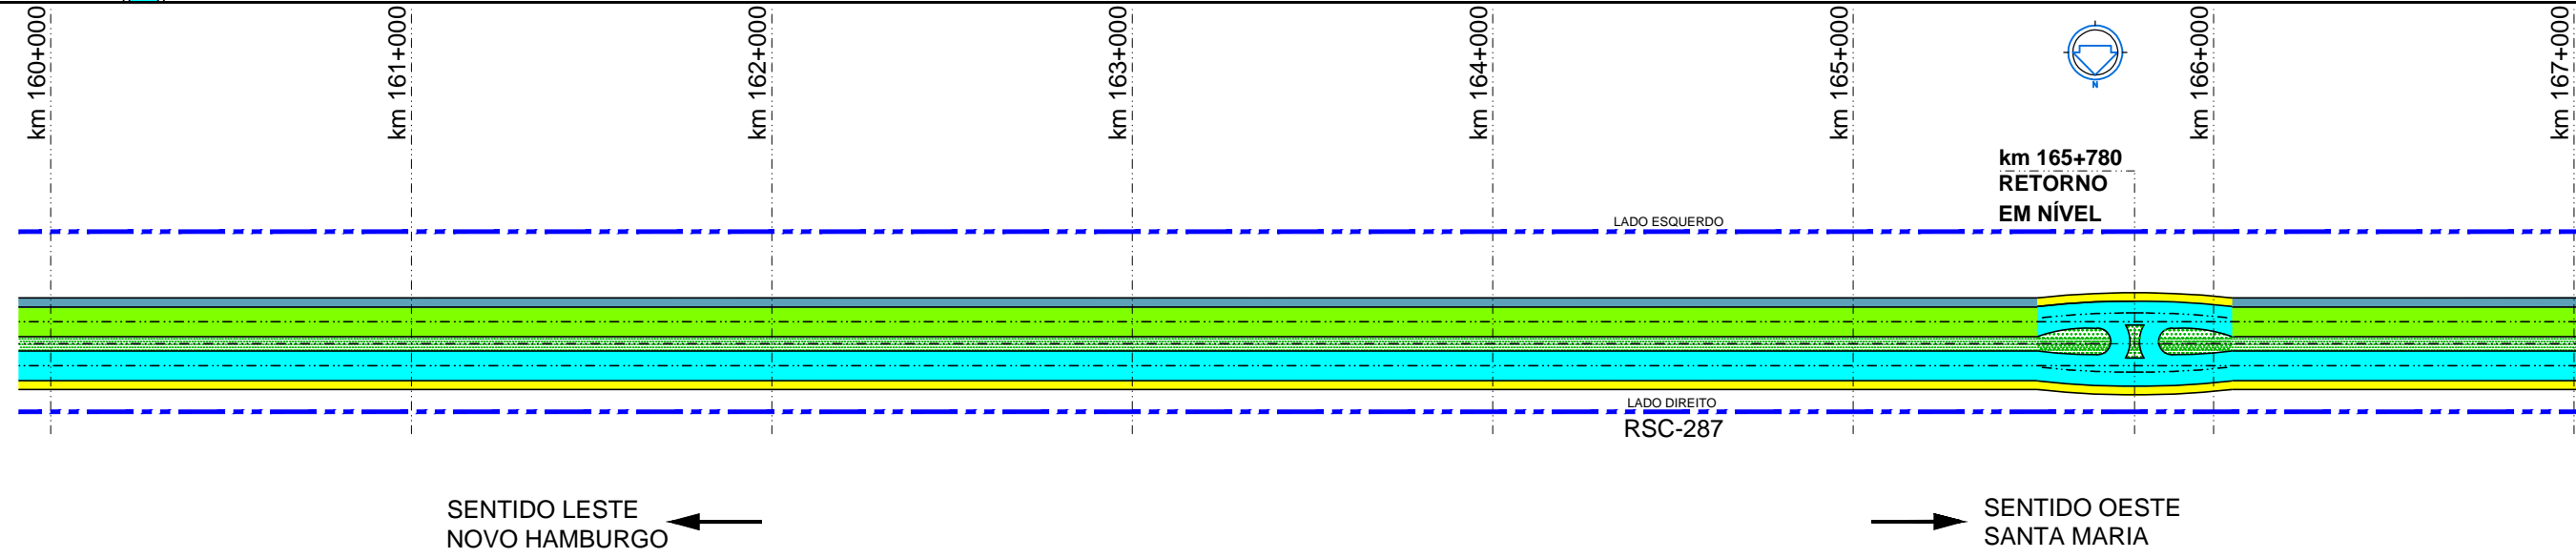 km 160+000
km 161+000
km 162+000
km 163+000
km 164+000
km 165+000
km 166+000
km 167+000
N
km 165+780
RETORNO
EM NÍVEL
LADO ESQUERDO
LADO DIREITO
RSC-287
SENTIDO LESTE
NOVO HAMBURGO
SENTIDO OESTE
SANTA MARIA